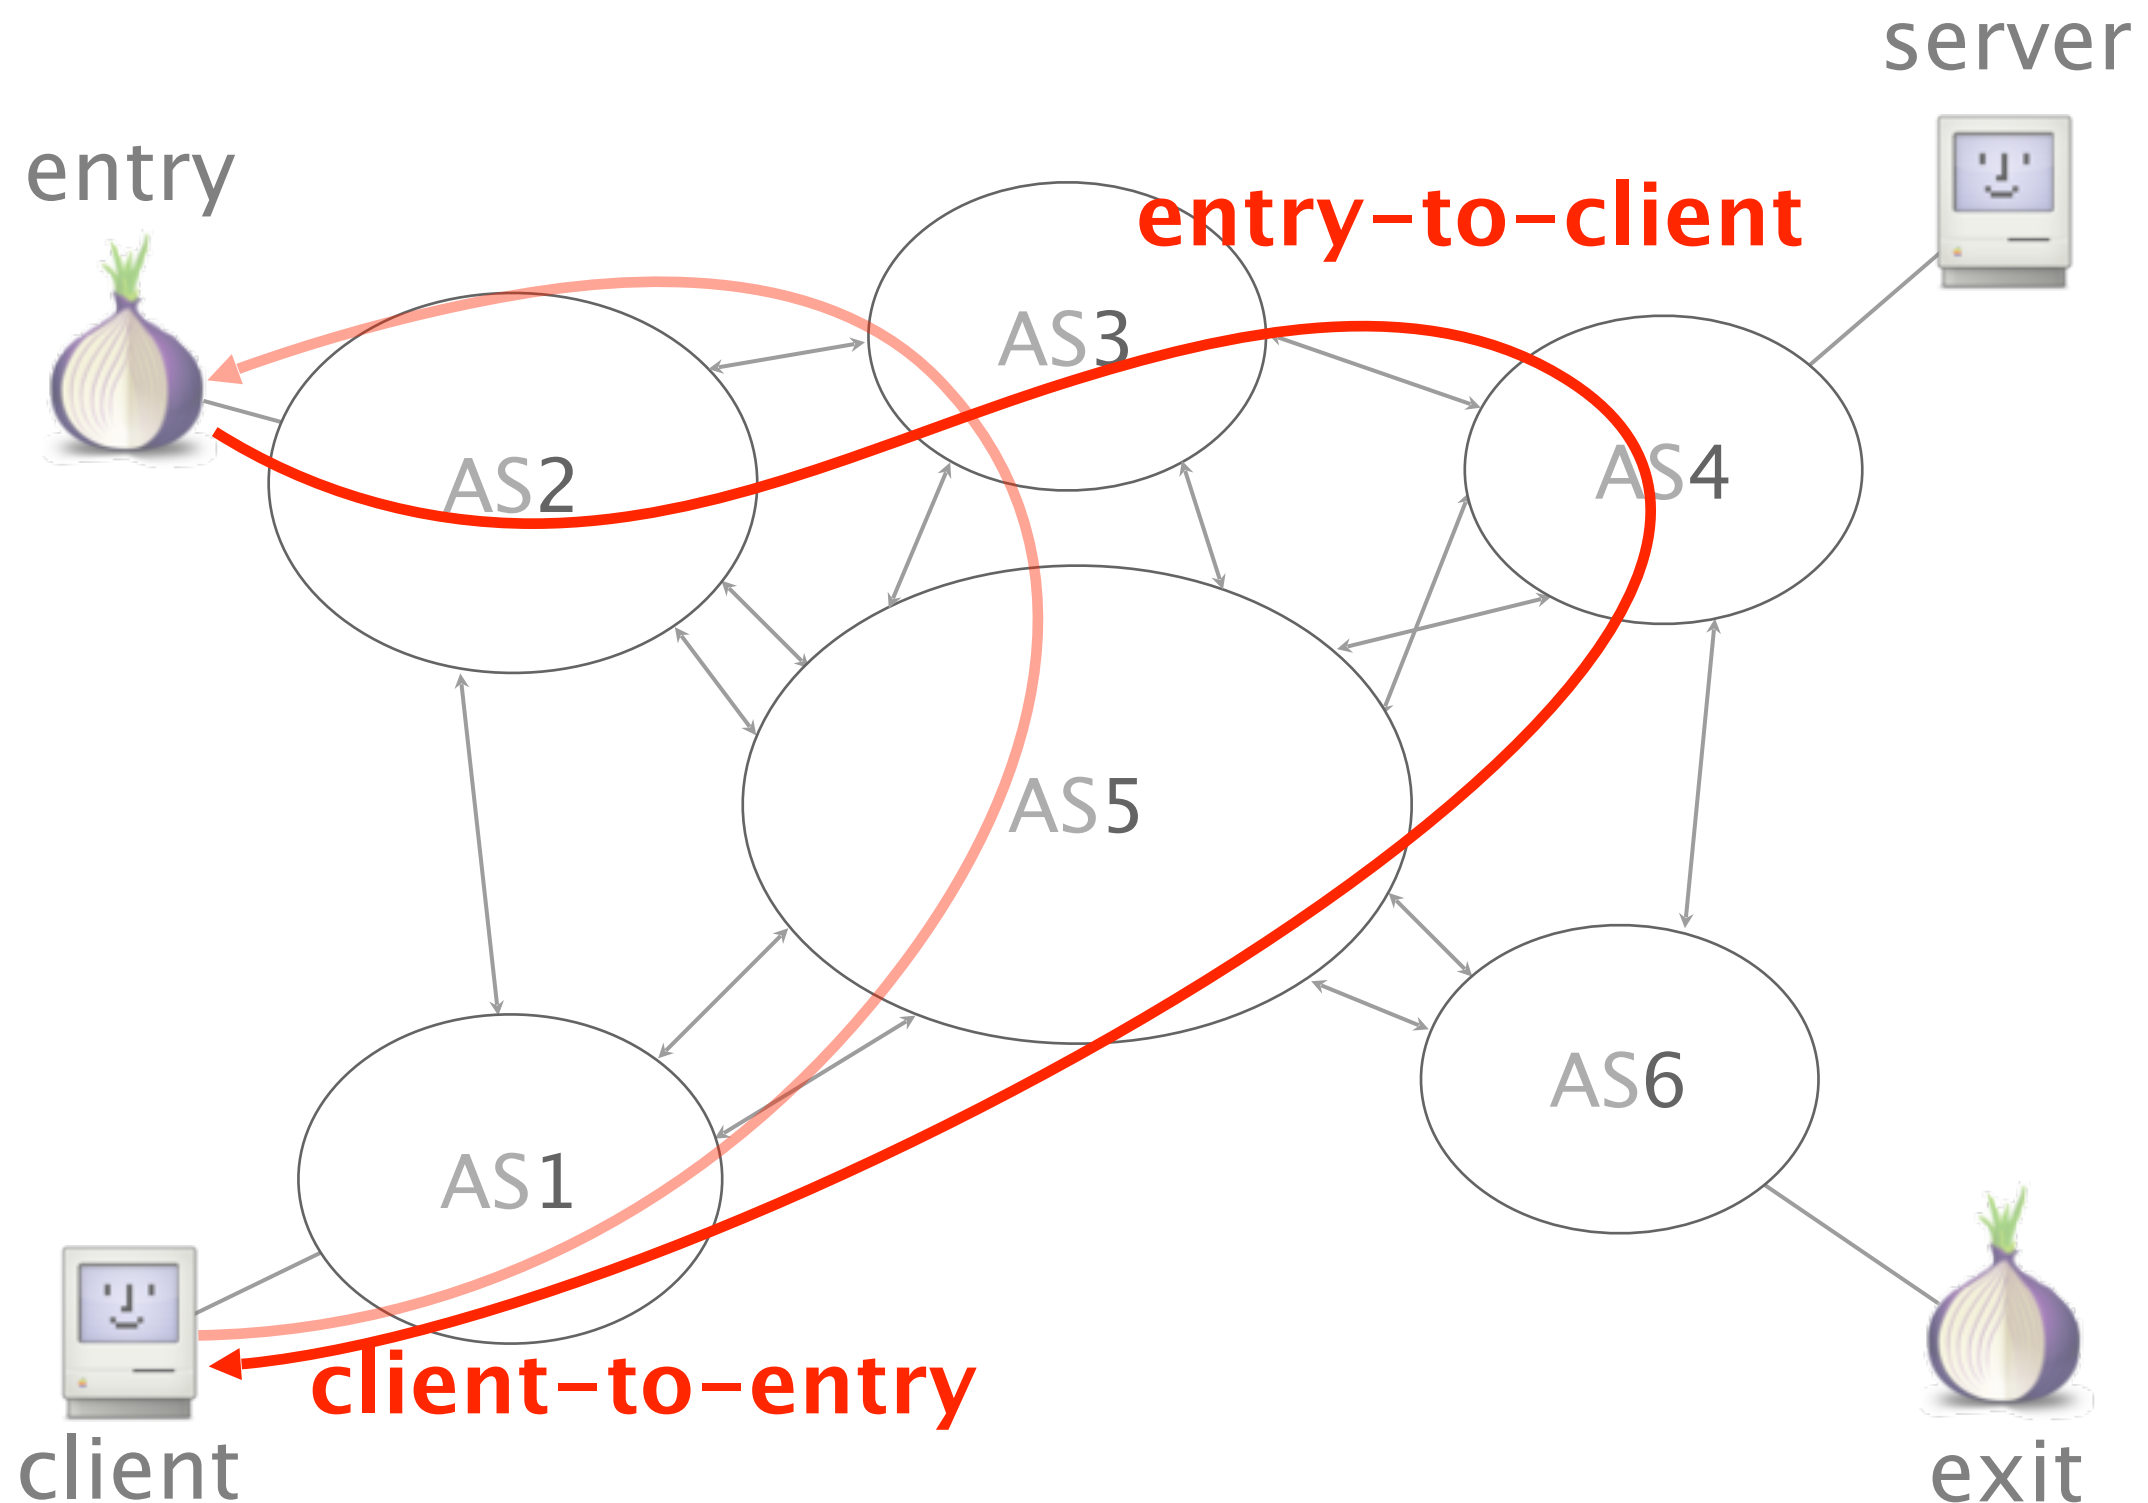 server
entry
entry-to-client
AS3
AS4
AS2
AS5
AS6
AS1
client-to-entry
client
exit